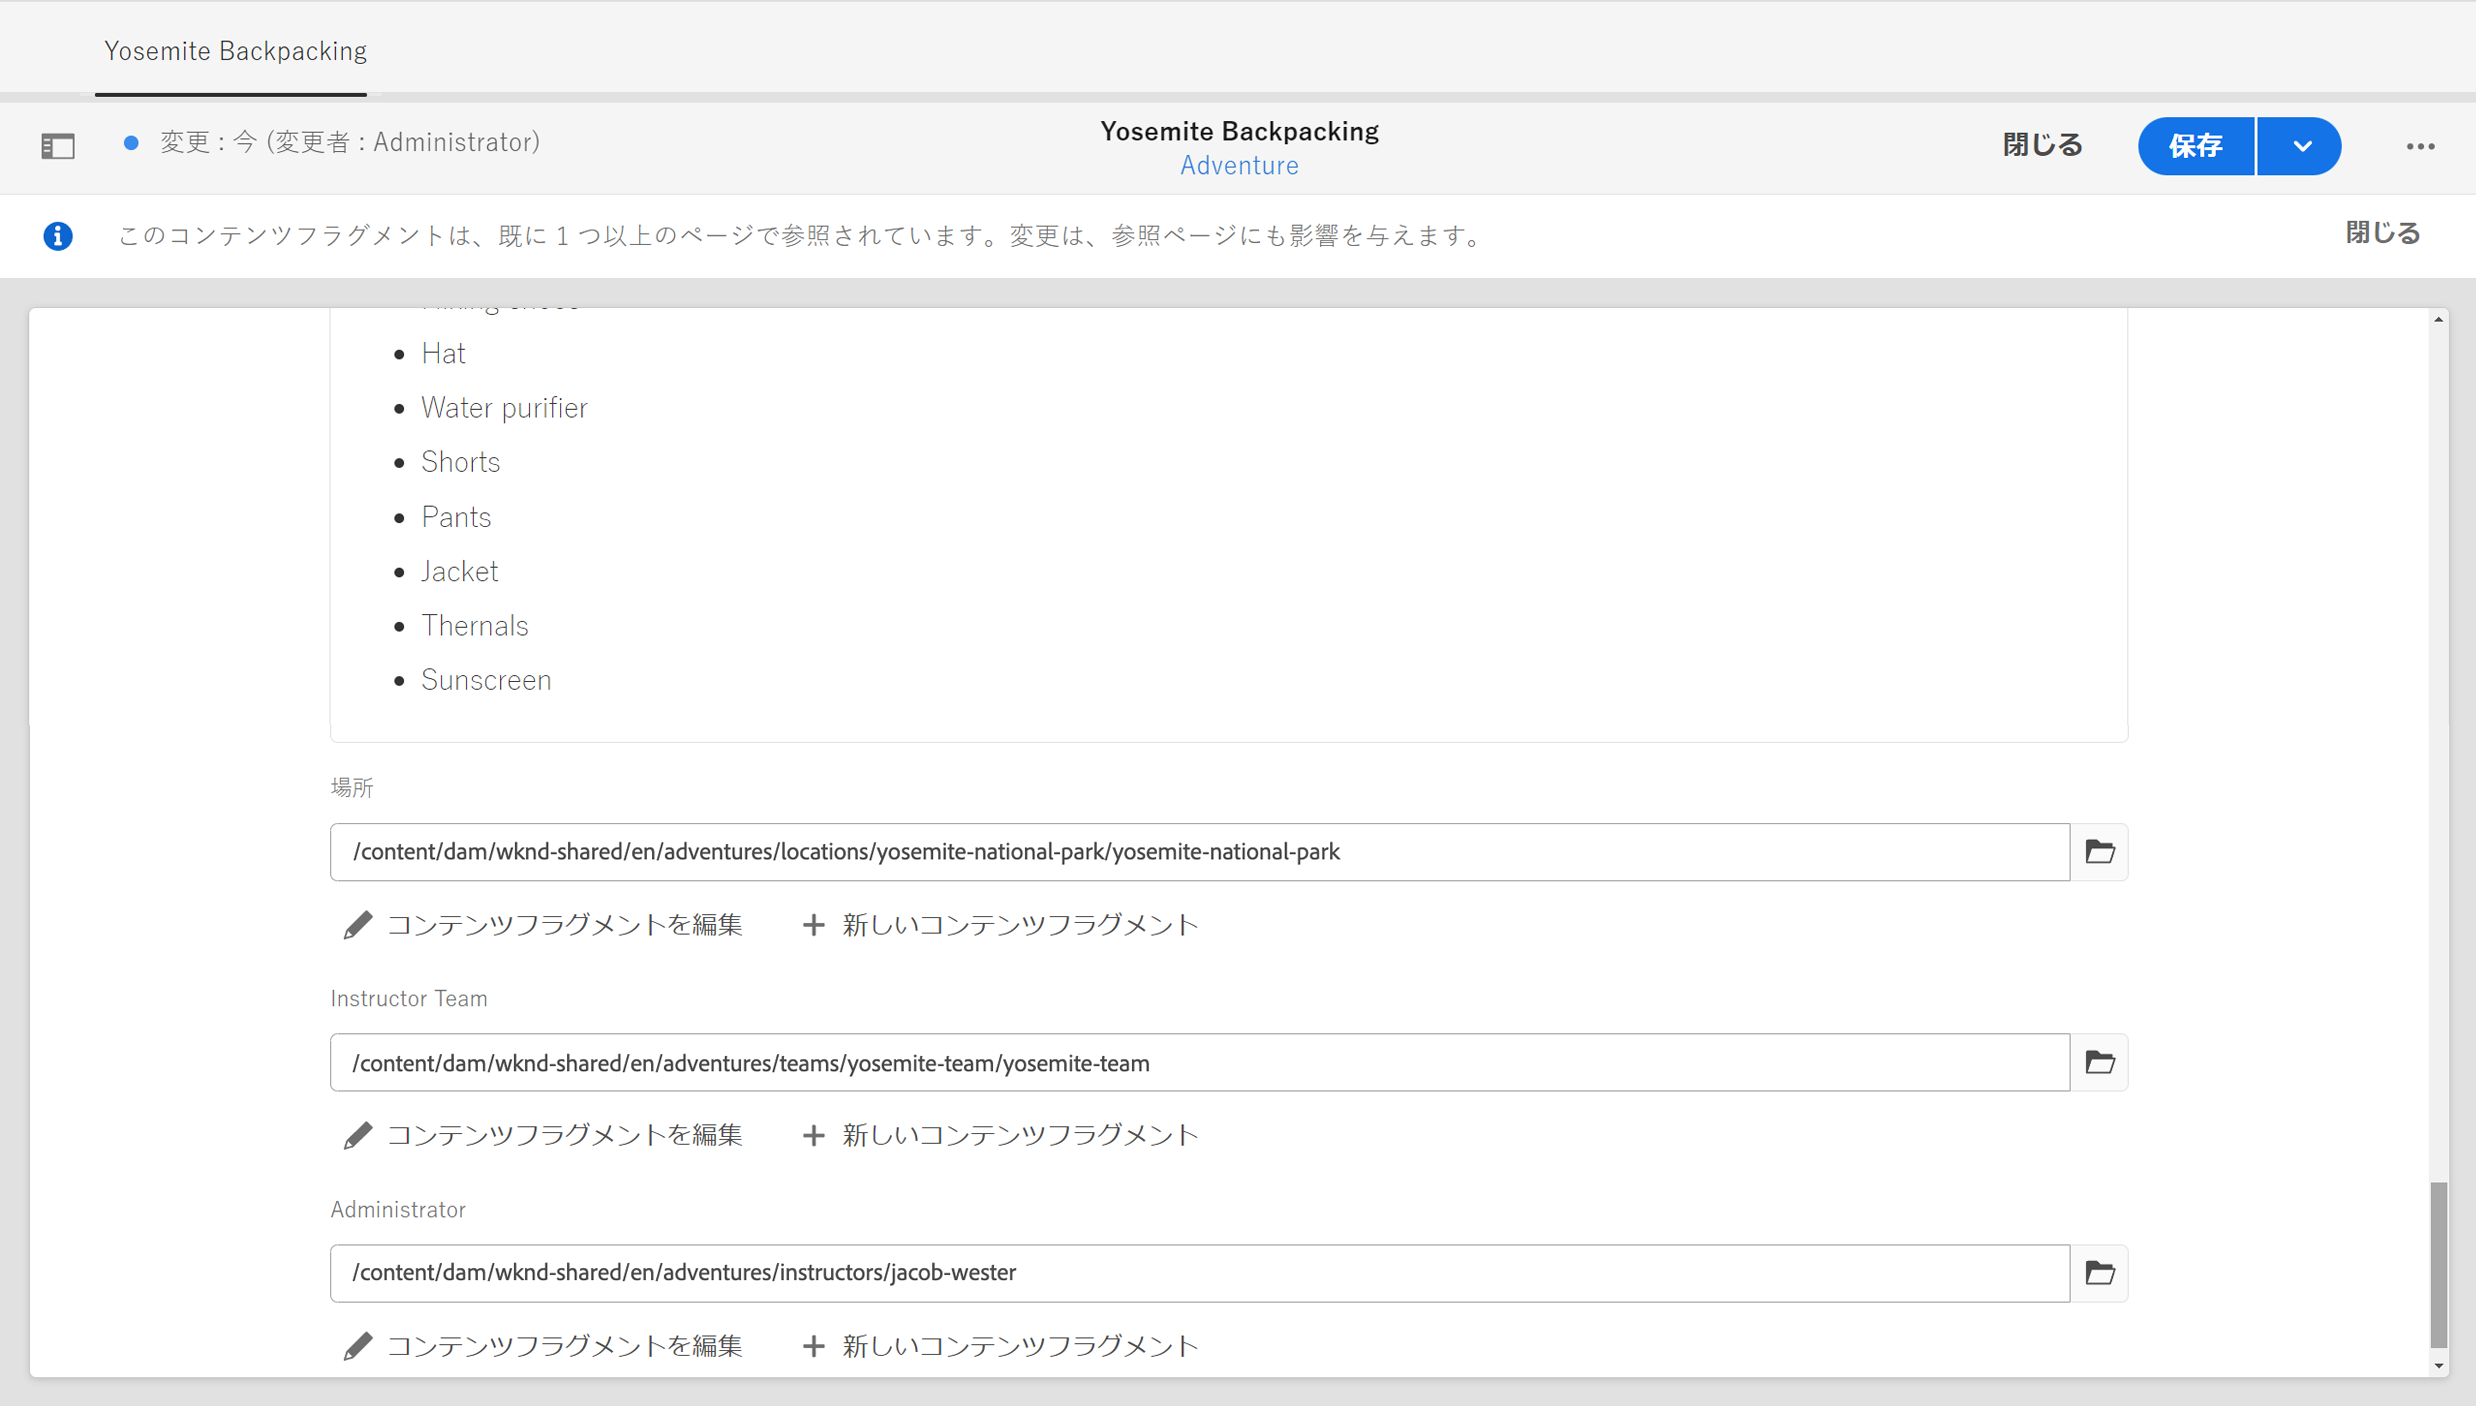 Yosemite Backpacking
変更 : 今 (変更者 : Administrator)
Yosemite Backpacking
Adventure
閉じる
保存
このコンテンツフラグメントは、既に 1 つ以上のページで参照されています。変更は、参照ページにも影響を与えます。
閉じる
Hat
Water purifier
Shorts
Pants
Jacket
Thernals
Sunscreen
場所
/content/dam/wknd-shared/en/adventures/locations/yosemite-national-park/yosemite-national-park
コンテンツフラグメントを編集
新しいコンテンツフラグメント
Instructor Team
/content/dam/wknd-shared/en/adventures/teams/yosemite-team/yosemite-team
コンテンツフラグメントを編集
新しいコンテンツフラグメント
Administrator
/content/dam/wknd-shared/en/adventures/instructors/jacob-wester
コンテンツフラグメントを編集
新しいコンテンツフラグメント